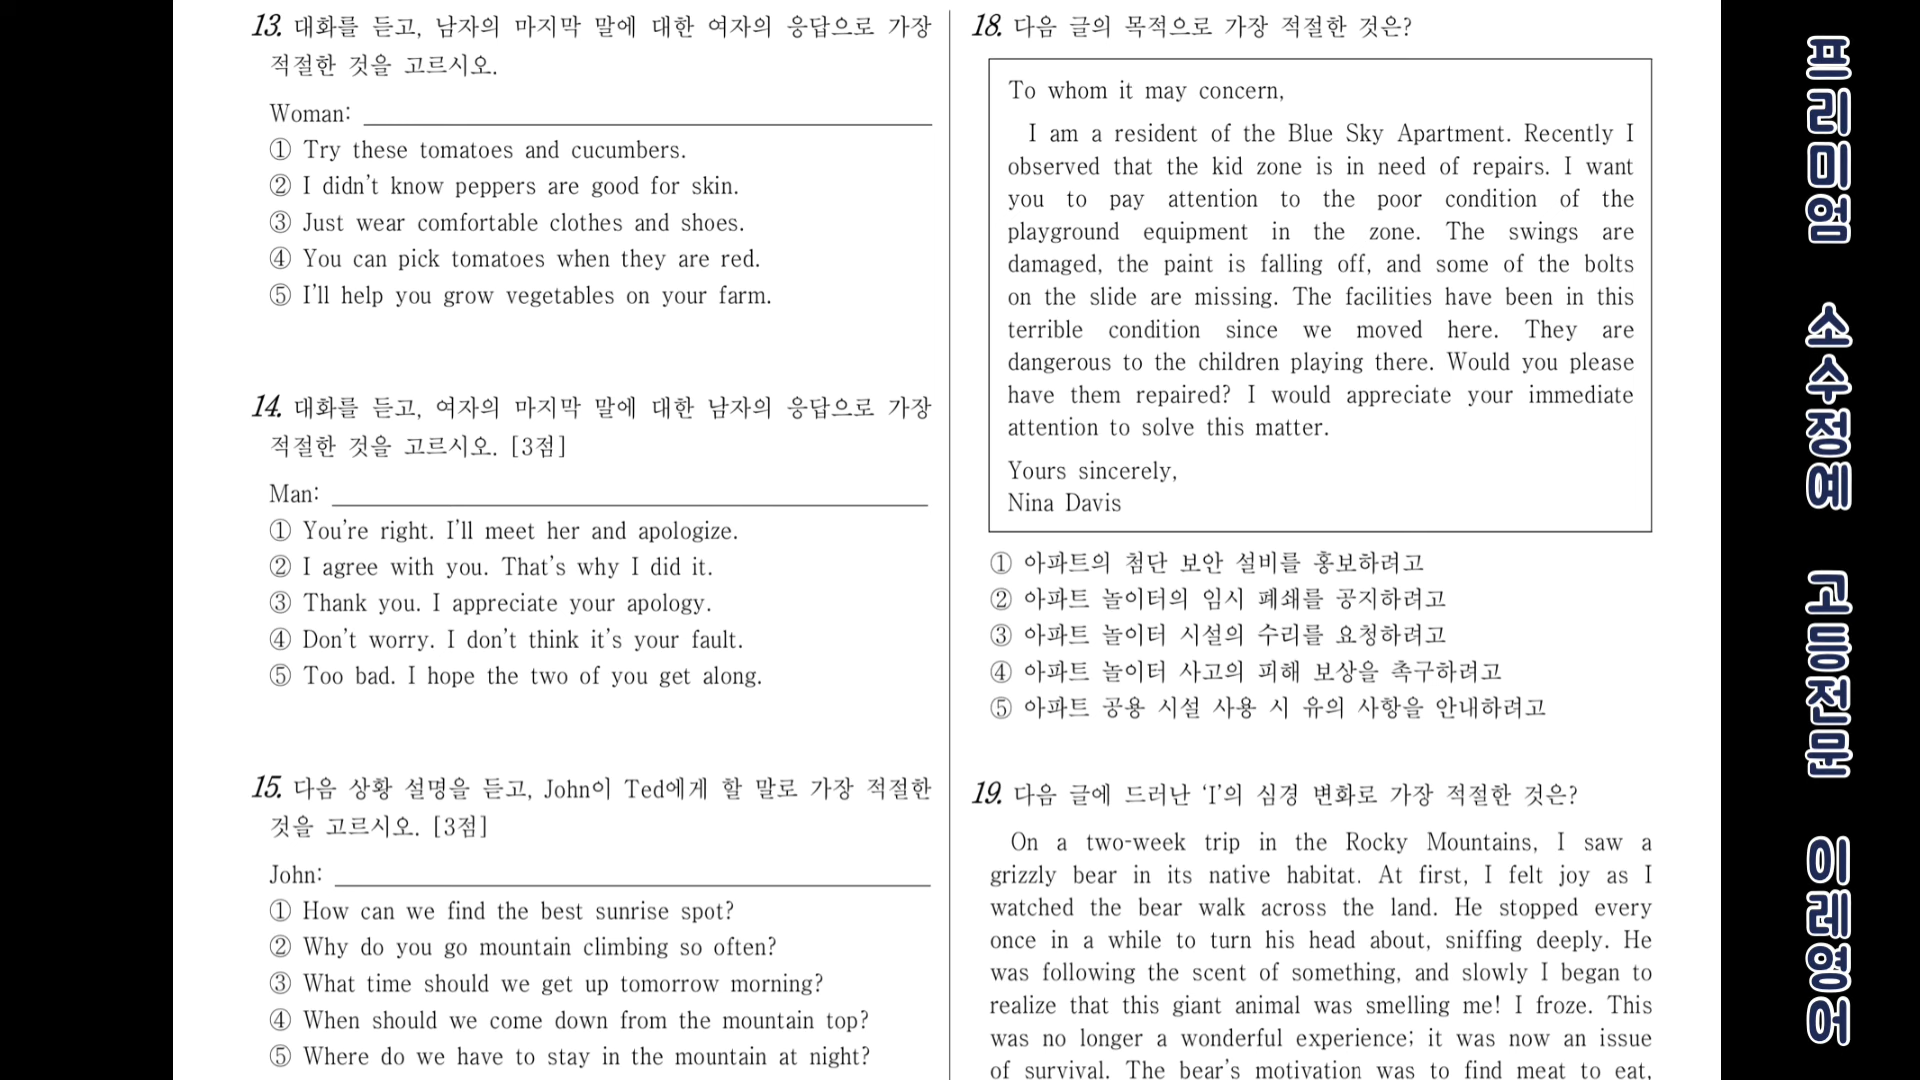 13. 대화를 듣고, 남자의 마지막 말에 대한 여자의 응답으로 가장
적절한 것을 고르시오.
Woman:
① Try these tomatoes and cucumbers.
② I didn't know peppers are good for skin.
③ Just wear comfortable clothes and shoes.
④ You can pick tomatoes when they are red.
⑤ I'll help you grow vegetables on your farm.
14. 대화를 듣고, 여자의 마지막 말에 대한 남자의 응답으로 가장
적절한 것을 고르시오. [3점]
Man:
① You're right. I'll meet her and apologize.
② I agree with you. That's why I did it.
③ Thank you. I appreciate your apology.
④ Don't worry. I don't think it's your fault.
⑤ Too bad. I hope the two of you get along.
15. 다음 상황 설명을 듣고, John이 Ted에게 할 말로 가장 적절한
것을 고르시오. [3점]
John:
① How can we find the best sunrise spot?
② Why do you go mountain climbing so often?
③ What time should we get up tomorrow morning?
④ When should we come down from the mountain top?
⑤ Where do we have to stay in the mountain at night?
18. 다음 글의 목적으로 가장 적절한 것은?
To whom it may concern,
I am a resident of the Blue Sky Apartment. Recently I
observed that the kid zone is in need of repairs. I want
you to pay attention to the poor condition of the
playground equipment in the zone. The swings are
damaged, the paint is falling off, and some of the bolts
on the slide are missing. The facilities have been in this
terrible condition since we moved here. They are
dangerous to the children playing there. Would you please
have them repaired? I would appreciate your immediate
attention to solve this matter.
Yours sincerely,
Nina Davis
① 아파트의 첨단 보안 설비를 홍보하려고
② 아파트 놀이터의 임시 폐쇄를 공지하려고
③ 아파트 놀이터 시설의 수리를 요청하려고
④ 아파트 놀이터 사고의 피해 보상을 촉구하려고
⑤ 아파트 공용 시설 사용 시 유의 사항을 안내하려고
19. 다음 글에 드러난 'I'의 심경 변화로 가장 적절한 것은?
On a two-week trip in the Rocky Mountains, I saw a
grizzly bear in its native habitat. At first, I felt joy as I
watched the bear walk across the land. He stopped every
once in a while to turn his head about, sniffing deeply. He
was following the scent of something, and slowly I began to
realize that this giant animal was smelling me! I froze. This
was no longer a wonderful experience; it was now an issue
of survival. The bear's motivation was to find meat to eat,
프리미엄 소수정예 고등전문 이레영어